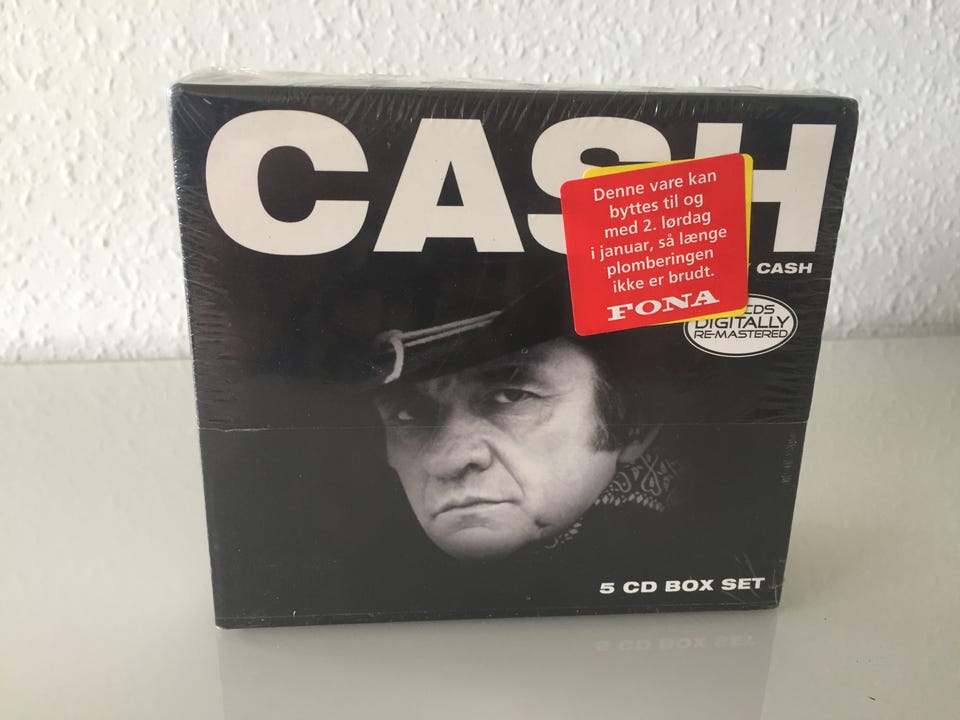 CASH
Denne vare kan
byttes til og
med 2. lørdag
i januar, så længe
plomberingen
ikke er brudt.
FONA
CASH
CDS
DIGITALLY
RE-MASTERED
5 CD BOX SET